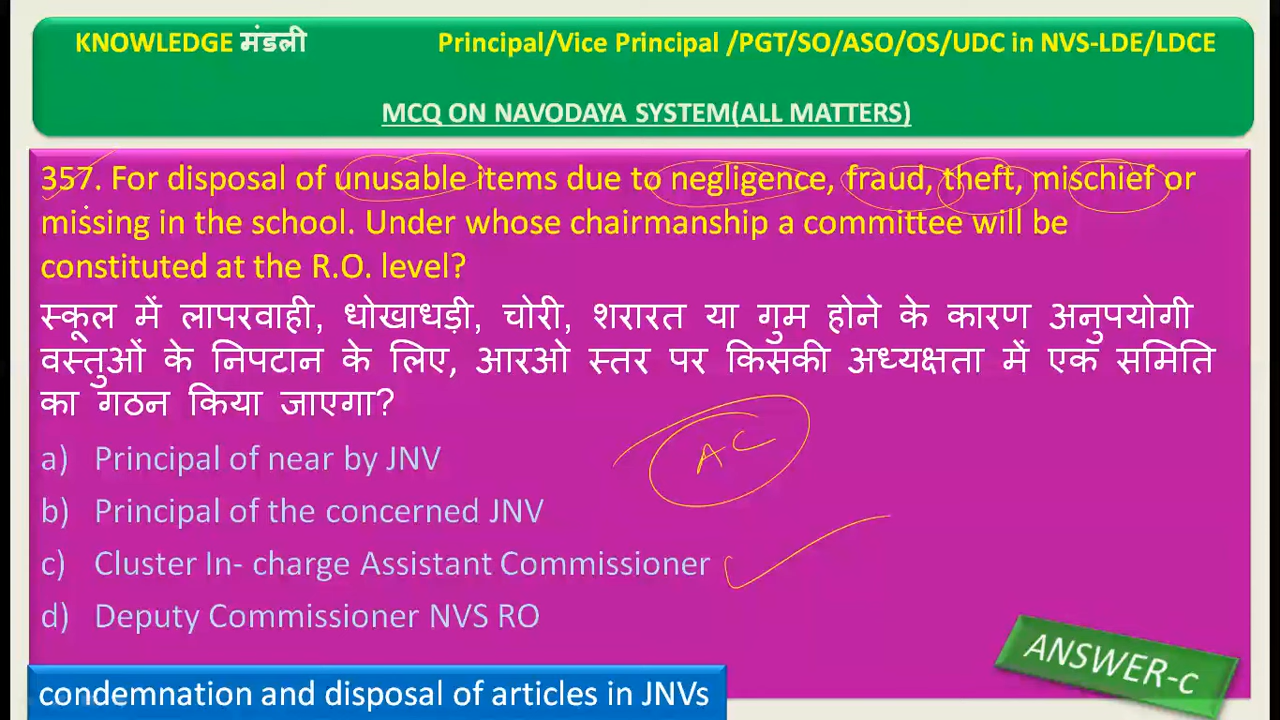 KNOWLEDGE मंडली Principal/Vice Principal /PGT/SO/ASO/OS/UDC in NVS-LDE/LDCE
MCQ ON NAVODAYA SYSTEM(ALL MATTERS)
357. For disposal of unusable items due to negligence, fraud, theft, mischief or
missing in the school. Under whose chairmanship a committee will be
constituted at the R.O. level?
स्कूल में लापरवाही, धोखाधड़ी, चोरी, शरारत या गुम होने के कारण अनुपयोगी
वस्तुओं के निपटान के लिए, आरओ स्तर पर किसकी अध्यक्षता में एक समिति
का गठन किया जाएगा?
AC
a) Principal of near by JNV
b) Principal of the concerned JNV
c) Cluster In- charge Assistant Commissioner
d) Deputy Commissioner NVS RO
ANSWER-c
condemnation and disposal of articles in JNVs